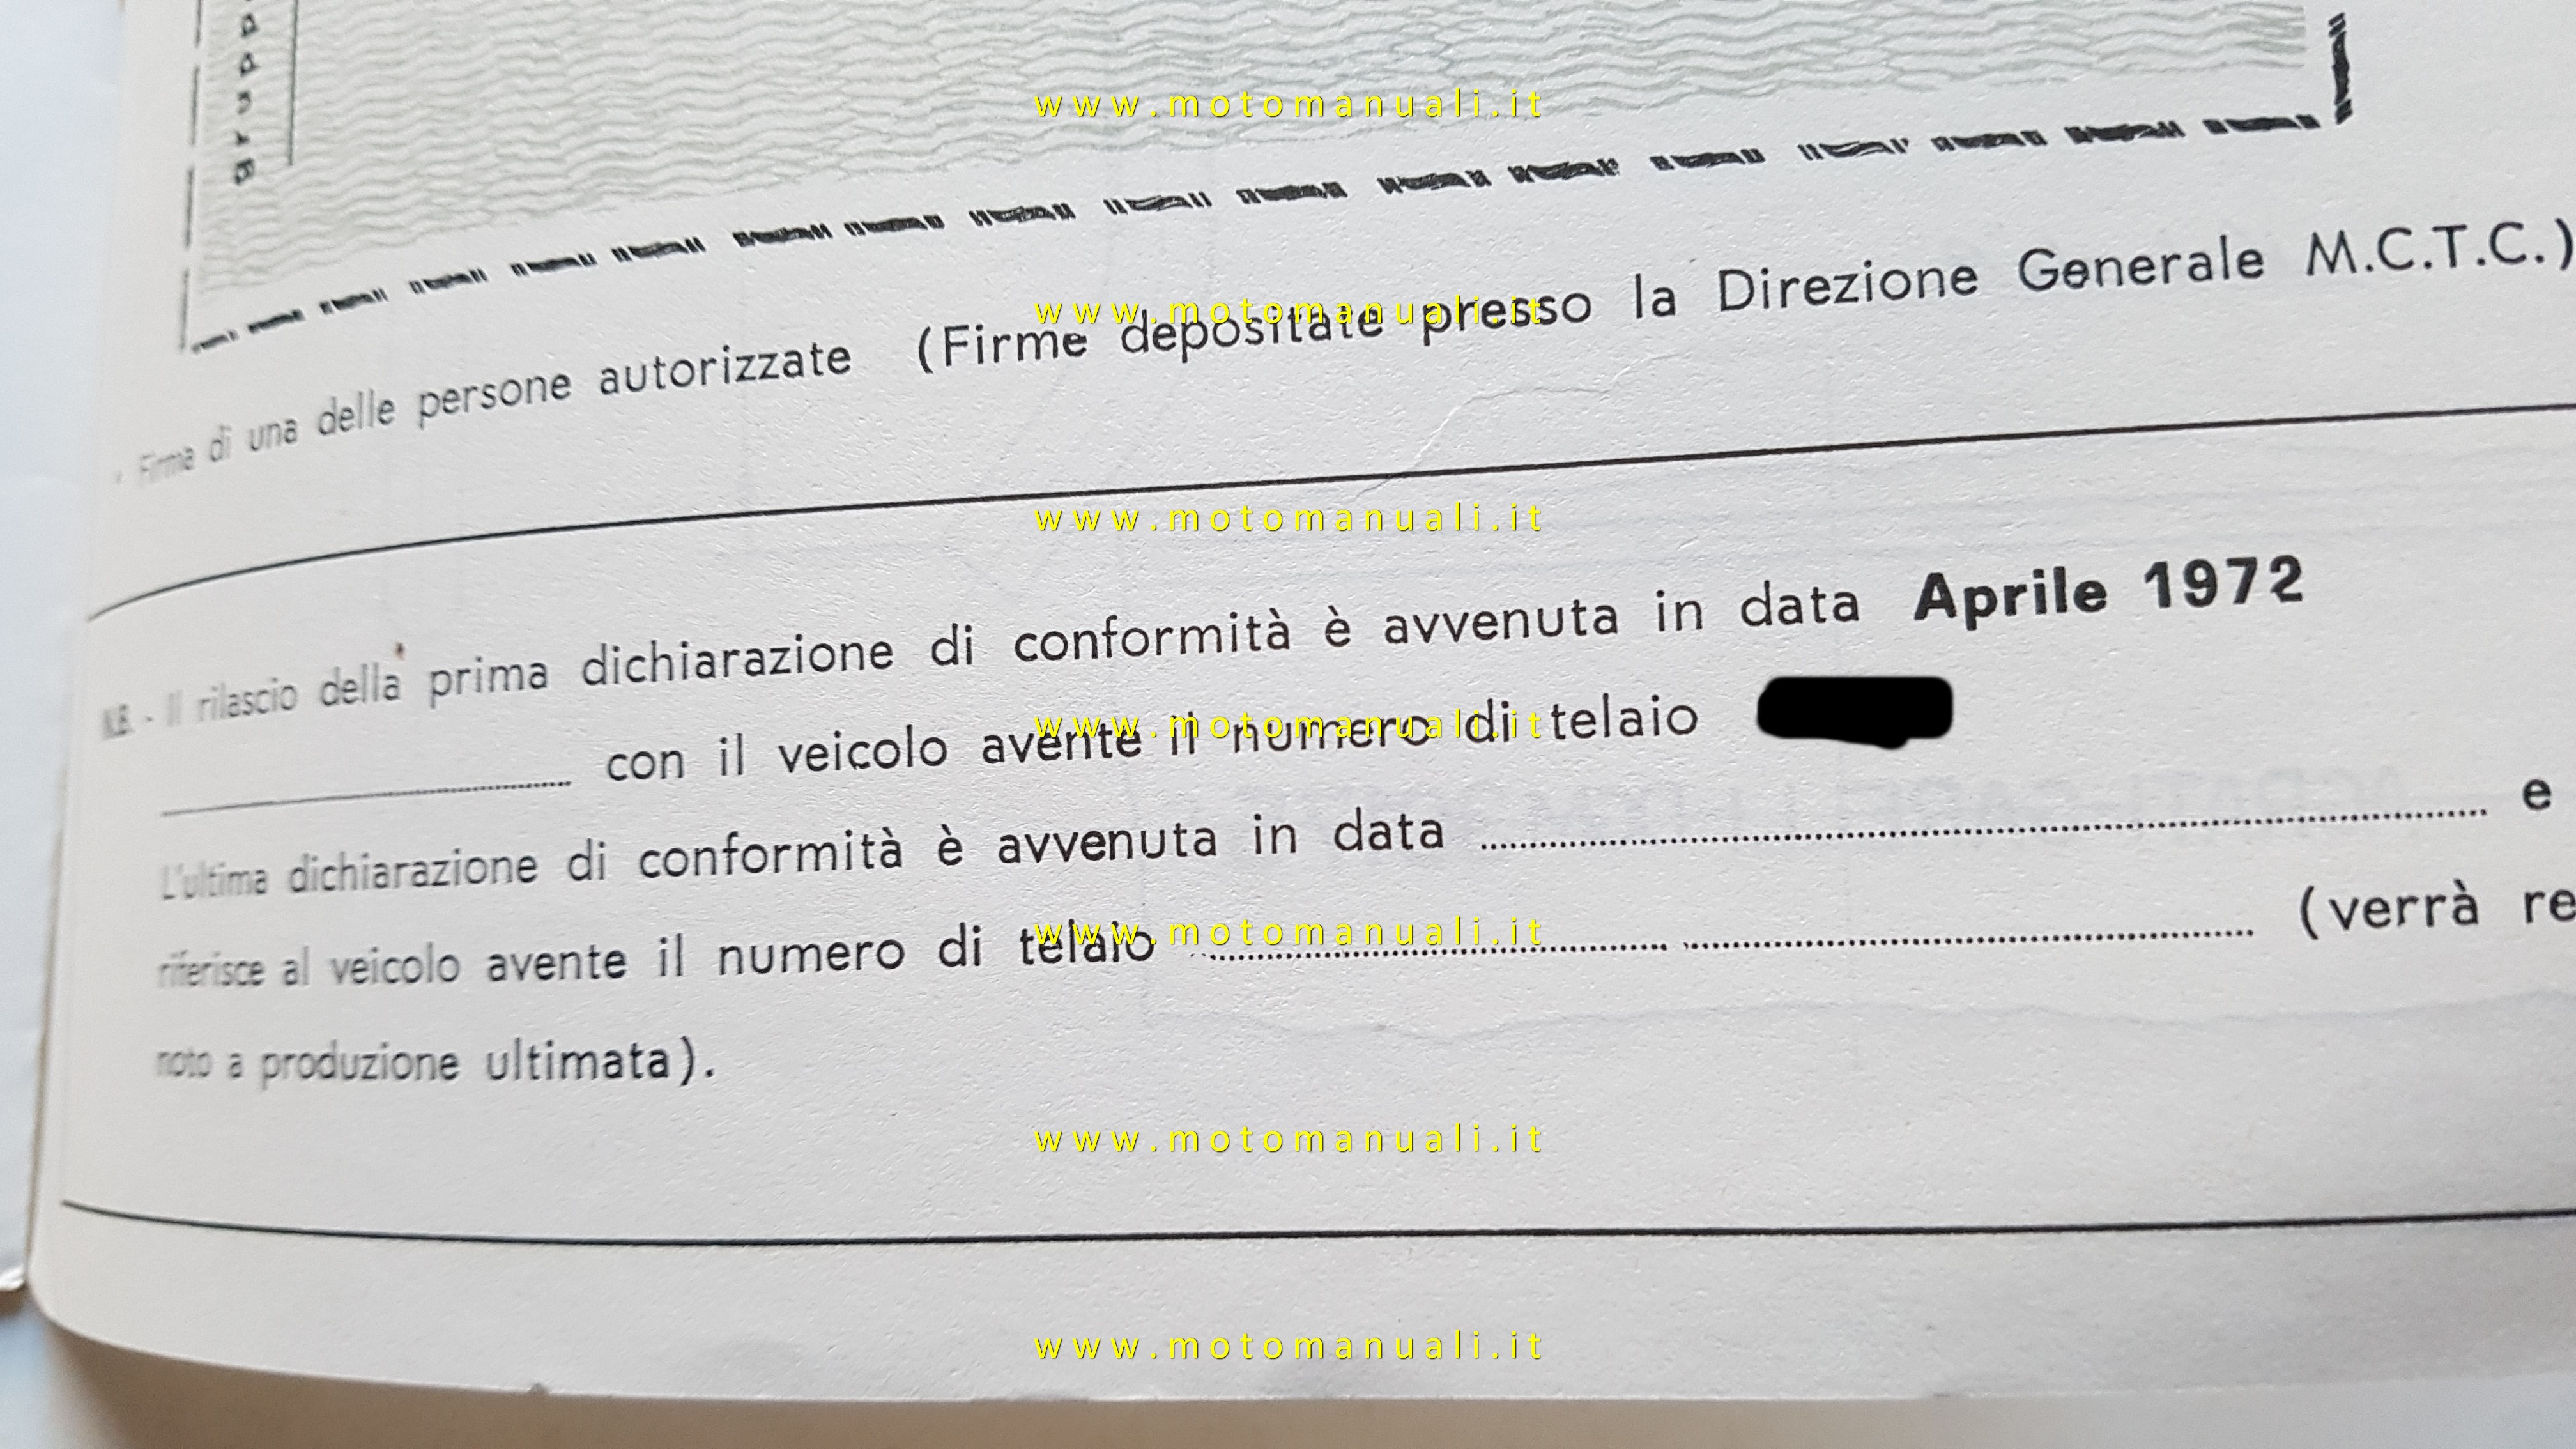 www.motomanuali.it
Firma di una delle persone autorizzate (Firme depositate presso la Direzione Generale M.C.T.C.)
www.motomanuali.it
www.motomanuali.it
N.B. - Il rilascio della prima dichiarazione di conformità è avvenuta in data Aprile 1972
con il veicolo avente il numero di telaio
www.motomanuali.it
L'ultima dichiarazione di conformità è avvenuta in data e
riferisce al veicolo avente il numero di telaio (verrà re
www.motomanuali.it
noto a produzione ultimata).
www.motomanuali.it
www.motomanuali.it